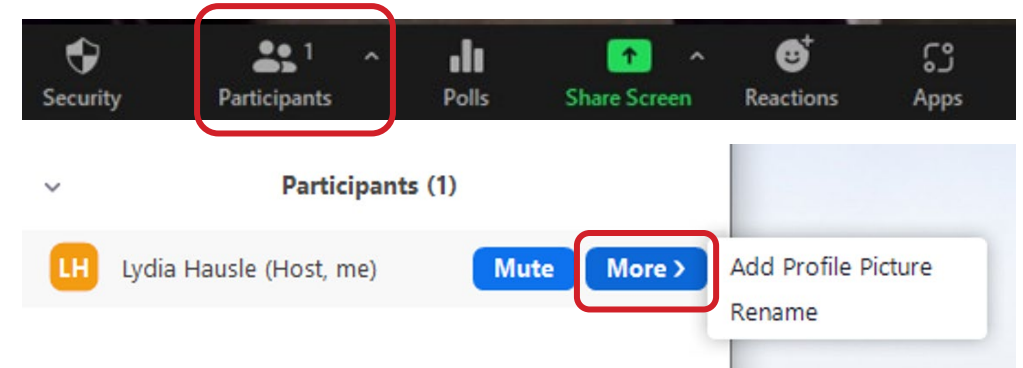 1
Security Participants Polls Share Screen Reactions Apps
Participants (1)
LH Lydia Hausle (Host, me) Mute More > Add Profile Picture
Rename